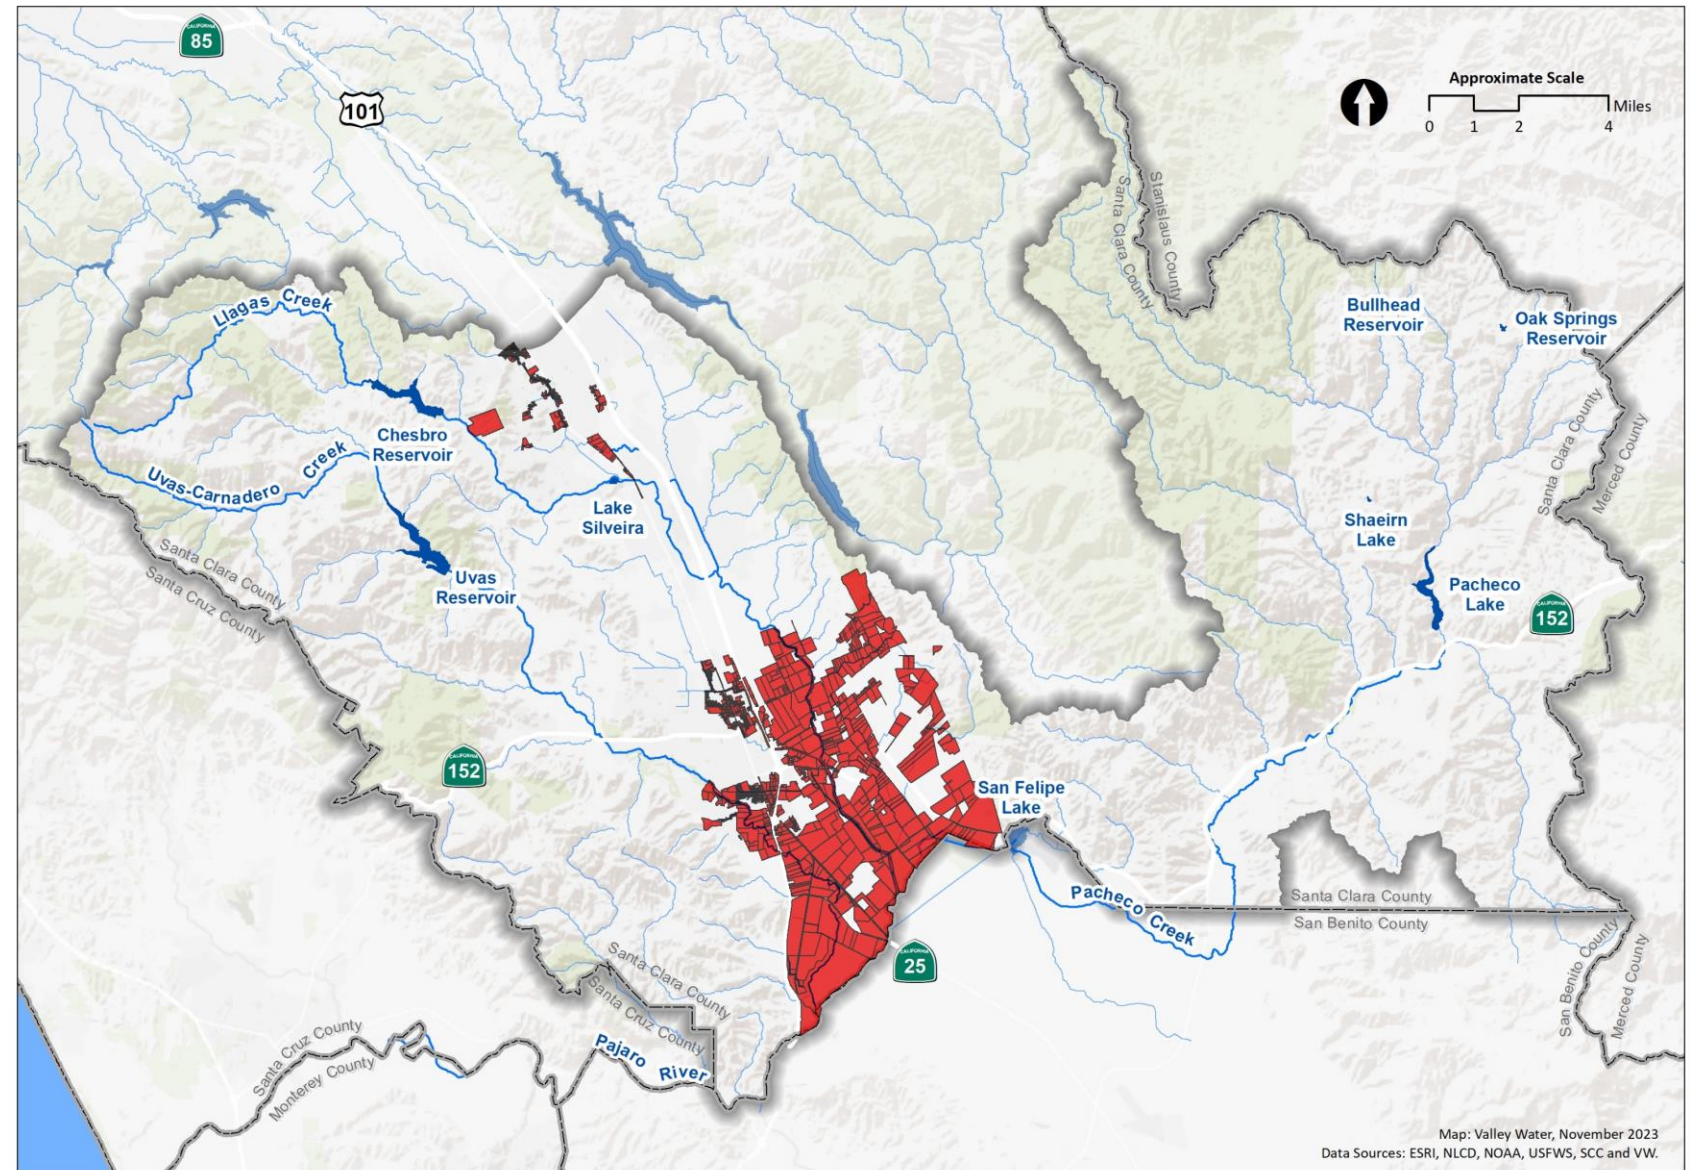 CALIFORNIA
85
101
Approximate Scale
Miles
0 1 2 4
Stanislaus County
Santa Clara County
Llagas Creek
Bullhead
Reservoir
Oak Springs
Reservoir
Chesbro
Reservoir
Uvas-Carnadero Creek
Santa Clara County
Merced County
Lake
Silveira
Shaeirn
Lake
Santa Clara County
Santa Cruz County
Uvas
Reservoir
Pacheco
Lake
CALIFORNIA
152
CALIFORNIA
152
San Felipe
Lake
Pacheco Creek
Santa Clara County
San Benito County
CALIFORNIA
25
Santa Clara County
Santa Cruz County
San Benito County
Merced County
Santa Cruz County
Monterey County
Pajaro River
Map: Valley Water, November 2023
Data Sources: ESRI, NLCD, NOAA, USFWS, SCC and VW.